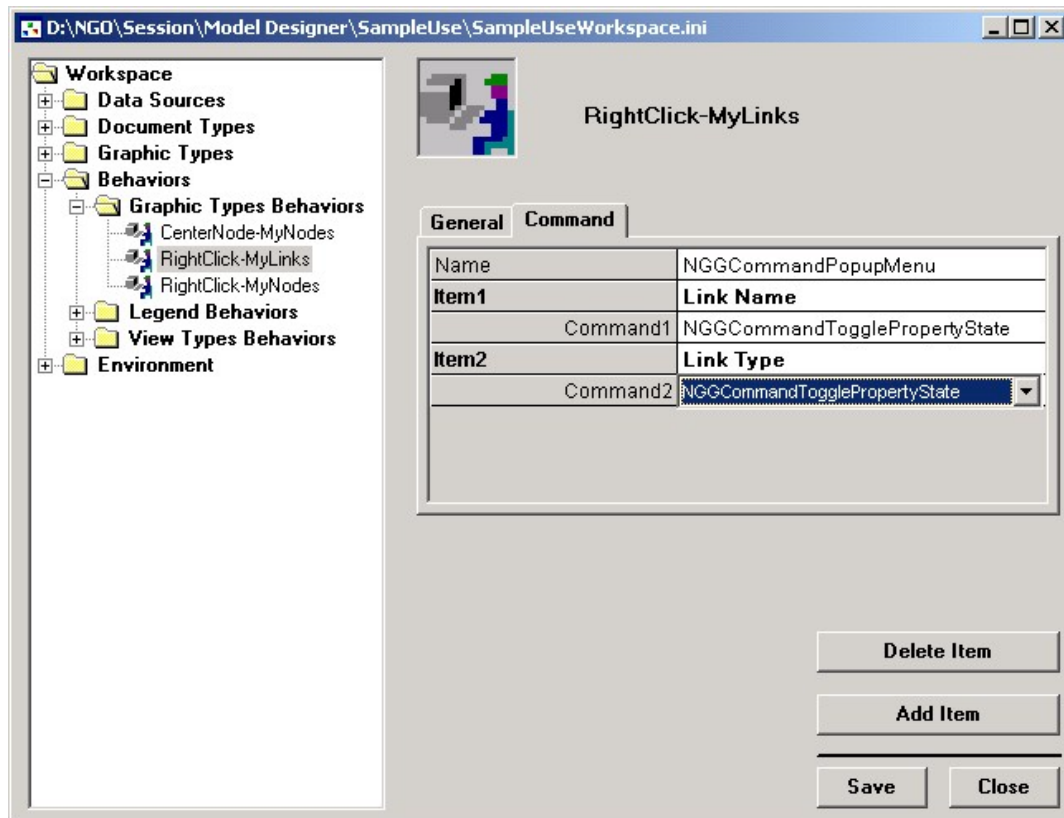 D:\NGO\Session\Model Designer\SampleUse\SampleUseWorkspace.ini
Workspace
Data Sources
Document Types
Graphic Types
Behaviors
Graphic Types Behaviors
CenterNode-MyNodes
RightClick-MyLinks
RightClick-MyNodes
Legend Behaviors
View Types Behaviors
Environment
RightClick-MyLinks
General Command
Name NGGCommandPopupMenu
Item1 Link Name
Command1 NGGCommandTogglePropertyState
Item2 Link Type
Command2 NGGCommandTogglePropertyState
Delete Item
Add Item
Save Close